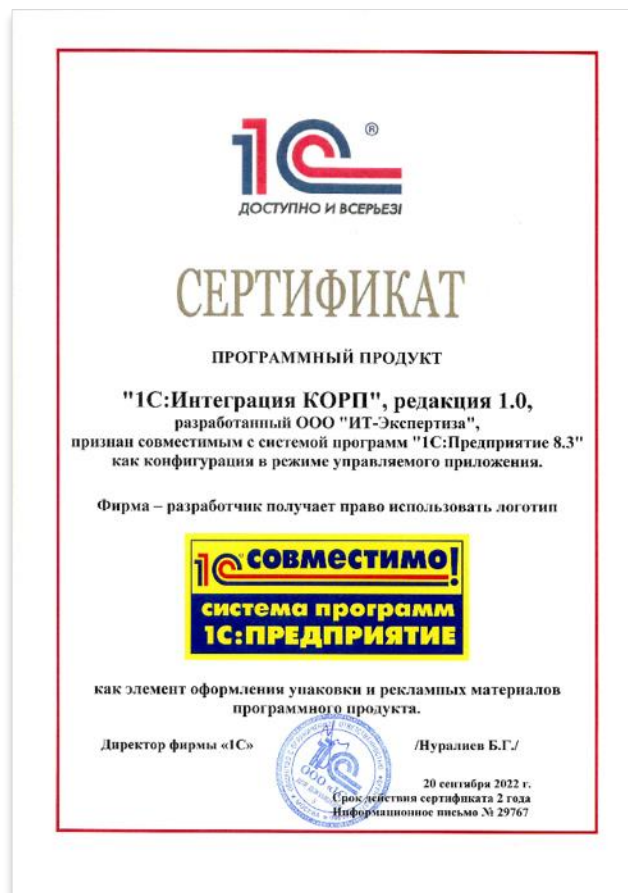 1С®
ДОСТУПНО И ВСЕРЬЕЗ!
СЕРТИФИКАТ
ПРОГРАММНЫЙ ПРОДУКТ
"1С:Интеграция КОРП", редакция 1.0,
разработанный ООО "ИТ-Экспертиза",
признан совместимым с системой программ "1С:Предприятие 8.3"
как конфигурация в режиме управляемого приложения.
Фирма – разработчик получает право использовать логотип
1С® СОВМЕСТИМО!
система программ
1С:ПРЕДПРИЯТИЕ
как элемент оформления упаковки и рекламных материалов
программного продукта.
Директор фирмы «1С» /Нуралиев Б.Г./
ООО «1С»
20 сентября 2022 г.
Срок действия сертификата 2 года
Информационное письмо № 29767